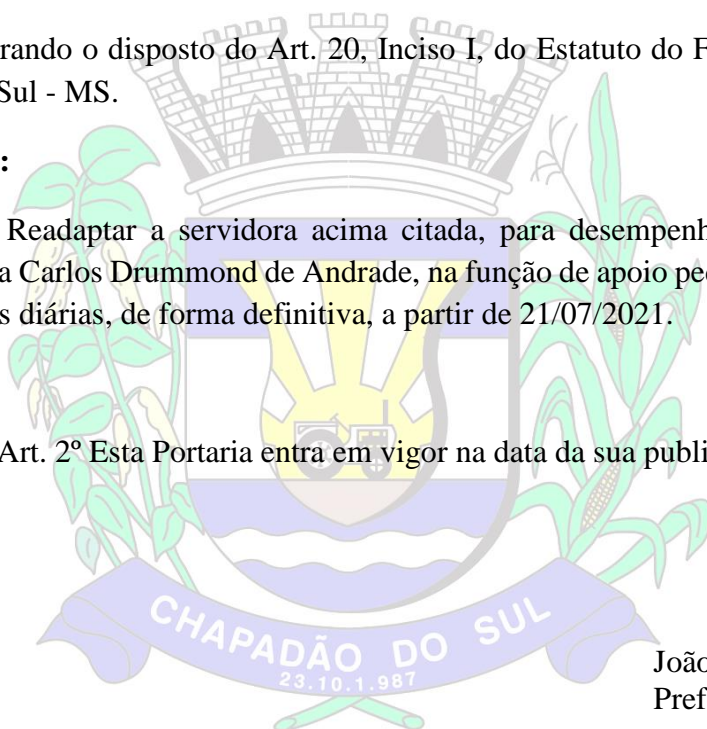 rando o disposto do Art. 20, Inciso I, do Estatuto do F
Sul - MS.
:
Readaptar a servidora acima citada, para desempenh
a Carlos Drummond de Andrade, na função de apoio pe
s diárias, de forma definitiva, a partir de 21/07/2021.
Art. 2º Esta Portaria entra em vigor na data da sua publi
CHAPADÃO DO SUL
23.10.1.987
João
Pref